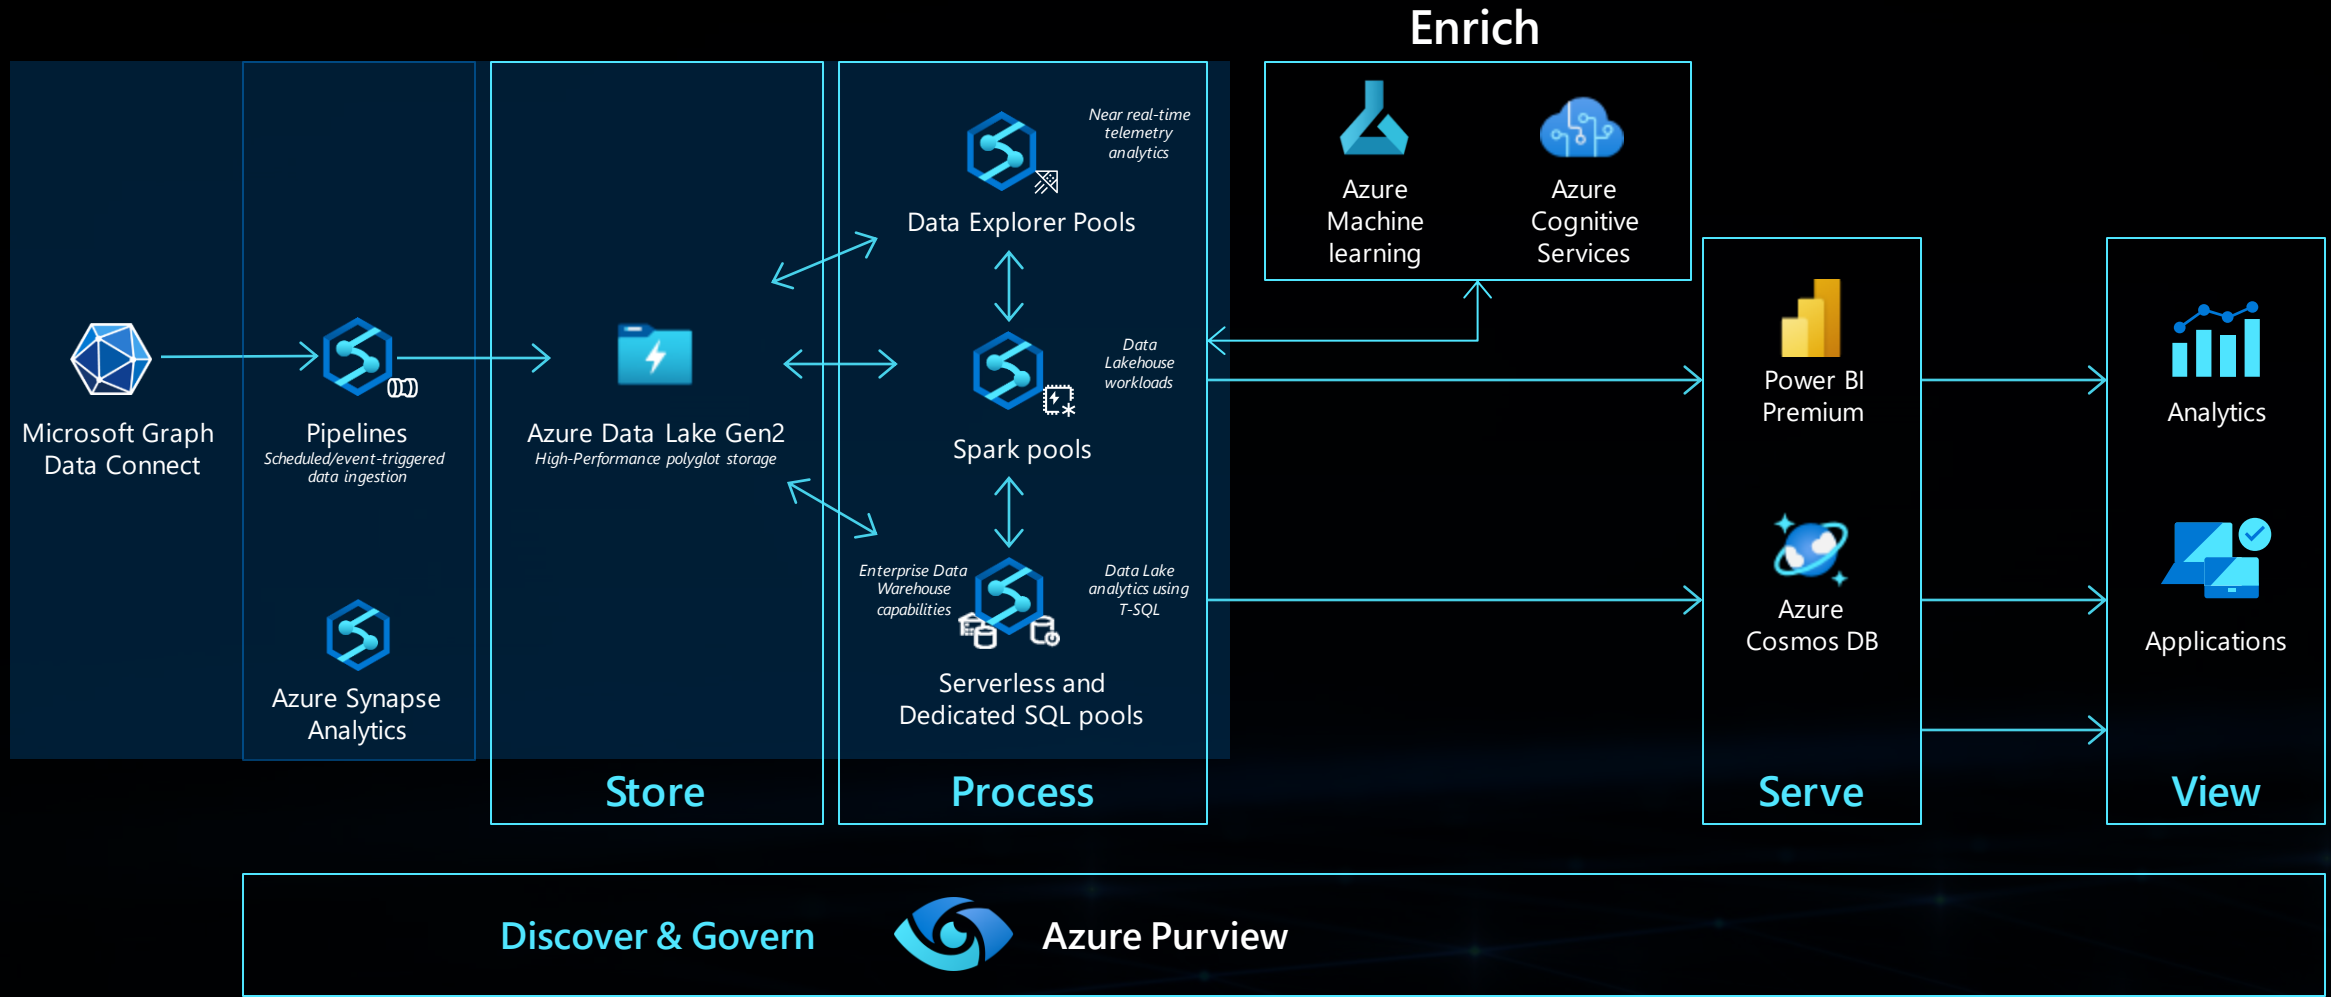 Enrich
Near real-time
telemetry
analytics
Data Explorer Pools
Azure
Machine
learning
Azure
Cognitive
Services
Microsoft Graph
Data Connect
Pipelines
Scheduled/event-triggered
data ingestion
Azure Data Lake Gen2
High-Performance polyglot storage
Data
Lakehouse
workloads
Spark pools
Power BI
Premium
Analytics
Azure Synapse
Analytics
Enterprise Data
Warehouse
capabilities
Data Lake
analytics using
T-SQL
Serverless and
Dedicated SQL pools
Azure
Cosmos DB
Applications
Store
Process
Serve
View
Discover & Govern
Azure Purview